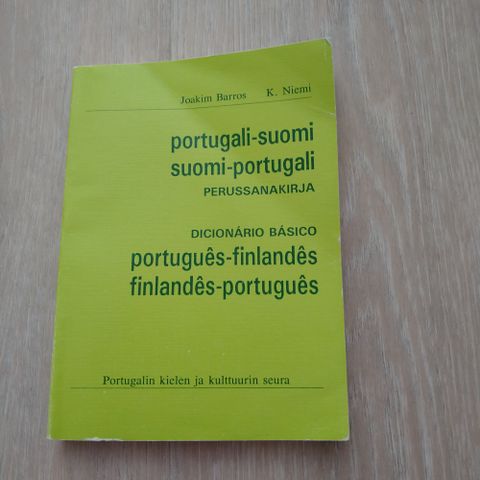 Joakim Barros K. Niemi
portugali-suomi
suomi-portugali
PERUSSANAKIRJA
DICIONÁRIO BÁSICO
português-finlandês
finlandês-português
Portugalin kielen ja kulttuurin seura